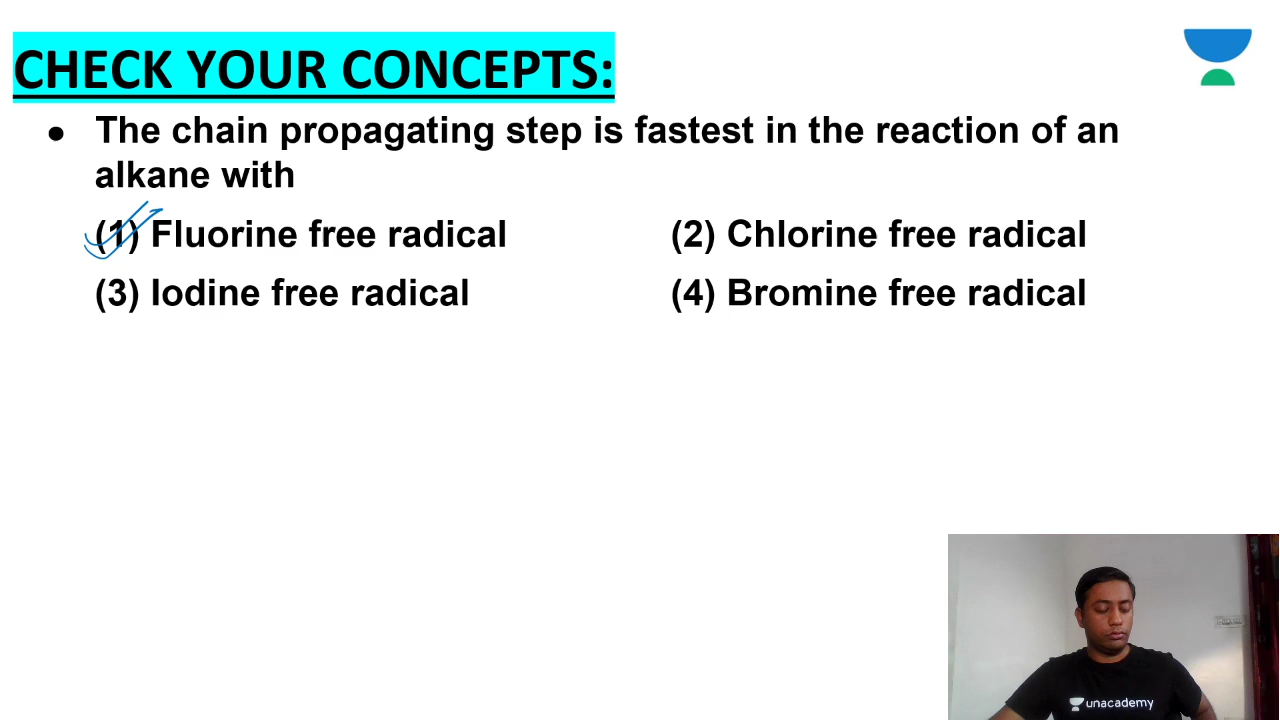 CHECK YOUR CONCEPTS:
● The chain propagating step is fastest in the reaction of an
alkane with
(1) Fluorine free radical (2) Chlorine free radical
(3) Iodine free radical (4) Bromine free radical
unacademy